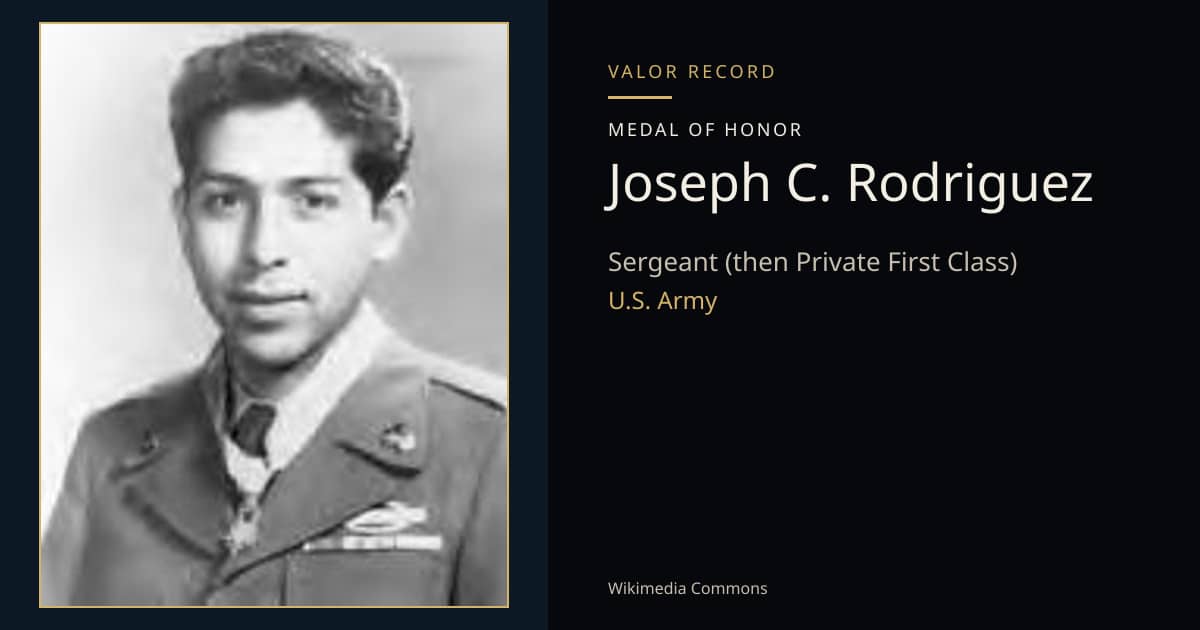 VALOR RECORD
MEDAL OF HONOR
Joseph C. Rodriguez
Sergeant (then Private First Class)
U.S. Army
Wikimedia Commons